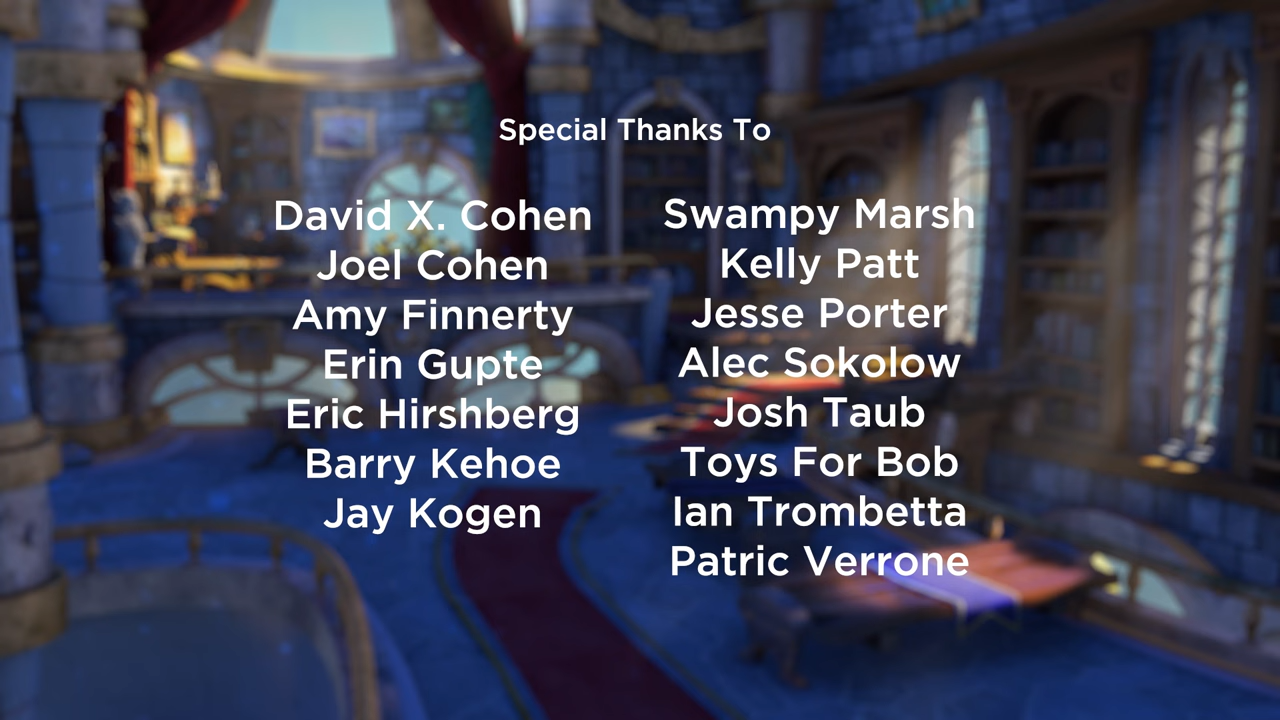 Special Thanks To
David X. Cohen
Joel Cohen
Amy Finnerty
Erin Gupte
Eric Hirshberg
Barry Kehoe
Jay Kogen
Swampy Marsh
Kelly Patt
Jesse Porter
Alec Sokolow
Josh Taub
Toys For Bob
Ian Trombetta
Patric Verrone